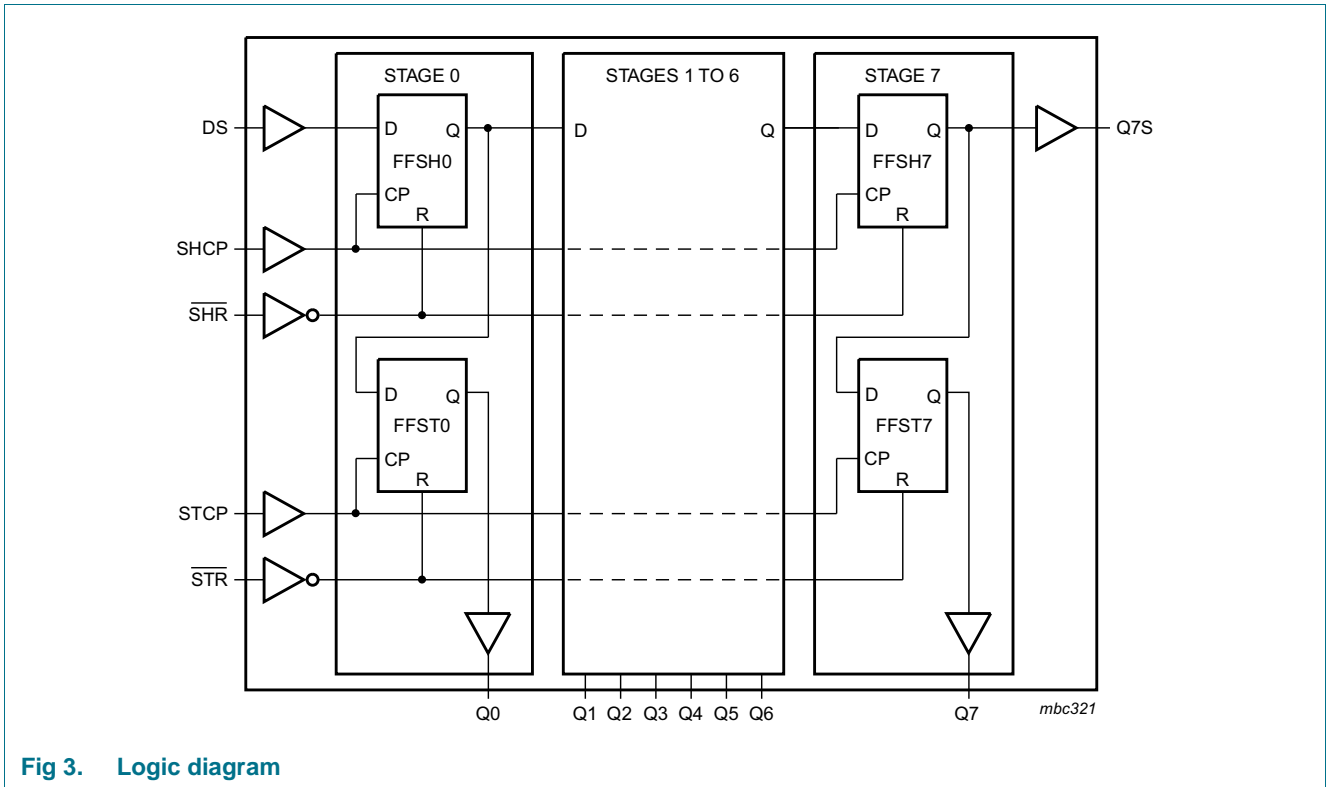 STAGE 0
STAGES 1 TO 6
STAGE 7
DS
D
Q
D
Q
D
Q
Q7S
FFSH0
FFSH7
CP
CP
R
R
SHCP
SHR
D
Q
D
Q
FFST0
FFST7
CP
CP
R
R
STCP
STR
Q0
Q1
Q2
Q3
Q4
Q5
Q6
Q7
mbc321
Fig 3. Logic diagram